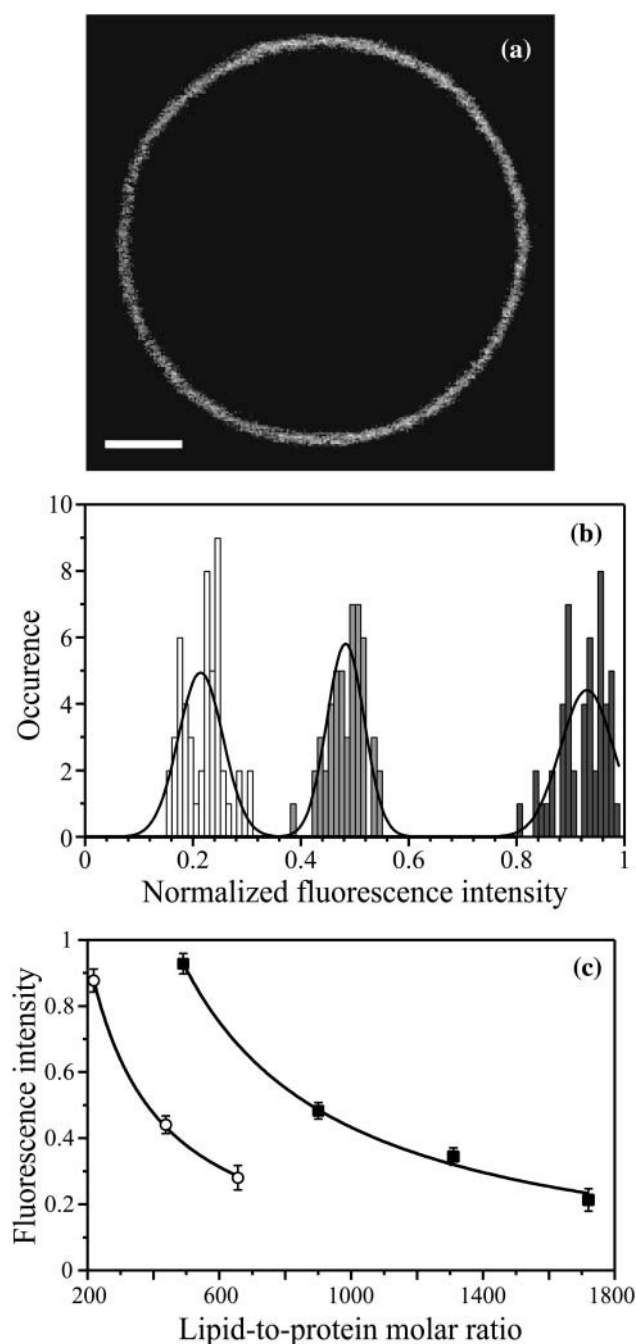 (a)
(b)
10
8
6
4
2
0
Occurence
0 0.2 0.4 0.6 0.8 1
Normalized fluorescence intensity
(c)
1
0.8
0.6
0.4
0.2
0
Fluorescence intensity
200 600 1000 1400 1800
Lipid-to-protein molar ratio